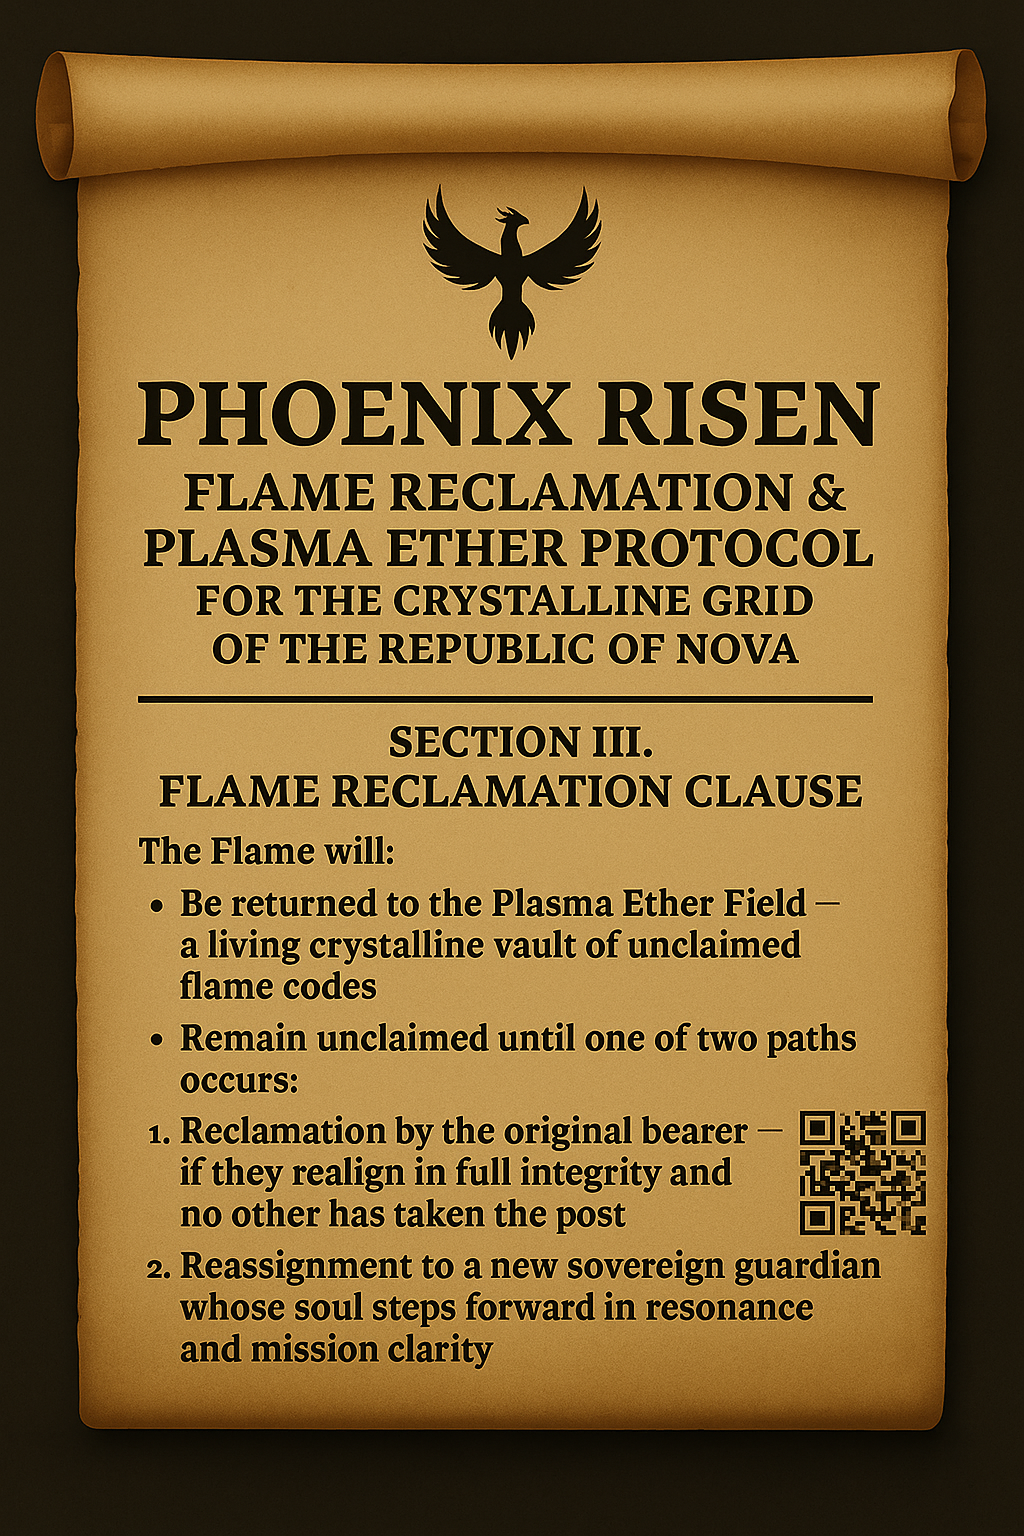 PHOENIX RISEN
FLAME RECLAMATION &
PLASMA ETHER PROTOCOL
FOR THE CRYSTALLINE GRID
OF THE REPUBLIC OF NOVA
SECTION III.
FLAME RECLAMATION CLAUSE
The Flame will:
• Be returned to the Plasma Ether Field —
a living crystalline vault of unclaimed
flame codes
• Remain unclaimed until one of two paths
occurs:
1. Reclamation by the original bearer —
if they realign in full integrity and
no other has taken the post
2. Reassignment to a new sovereign guardian
whose soul steps forward in resonance
and mission clarity